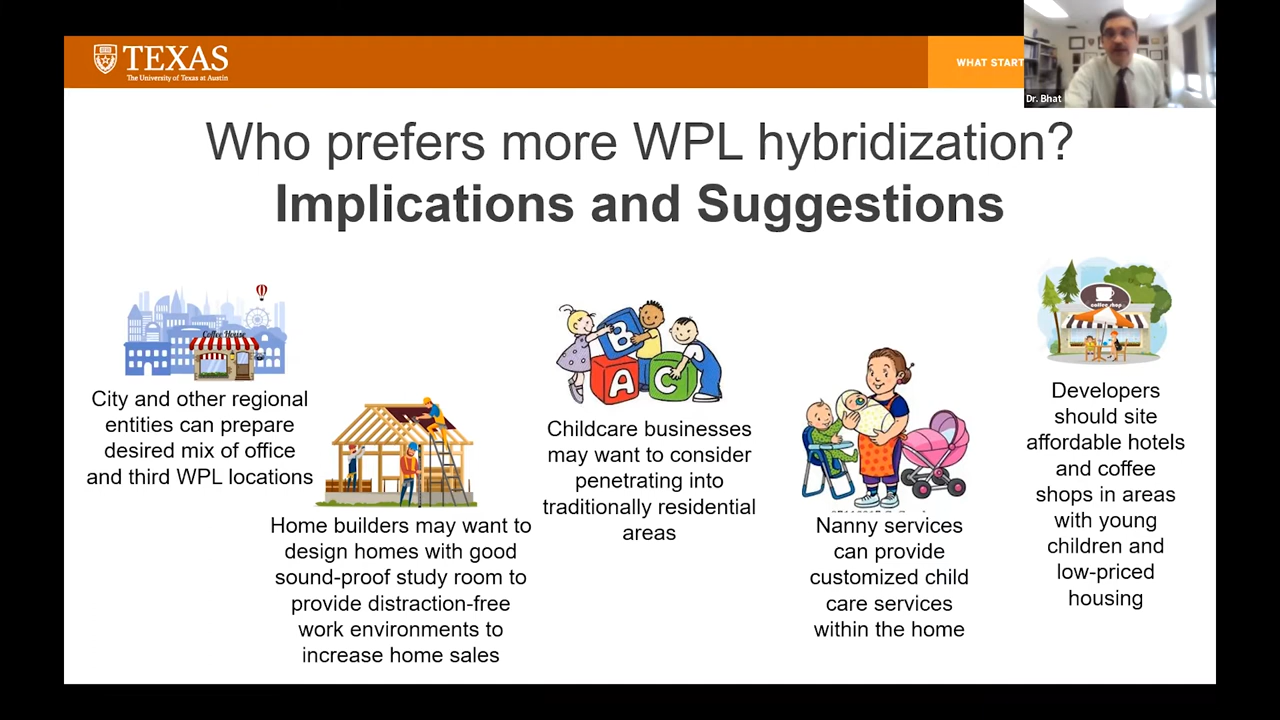 TEXAS
The University of Texas at Austin
WHAT START
Dr. Bhat
Who prefers more WPL hybridization?
Implications and Suggestions
Coffee House
City and other regional
entities can prepare
desired mix of office
and third WPL locations
Home builders may want to
design homes with good
sound-proof study room to
provide distraction-free
work environments to
increase home sales
B
A
C
Childcare businesses
may want to consider
penetrating into
traditionally residential
areas
Nanny services
can provide
customized child
care services
within the home
coffee shop
Developers
should site
affordable hotels
and coffee
shops in areas
with young
children and
low-priced
housing